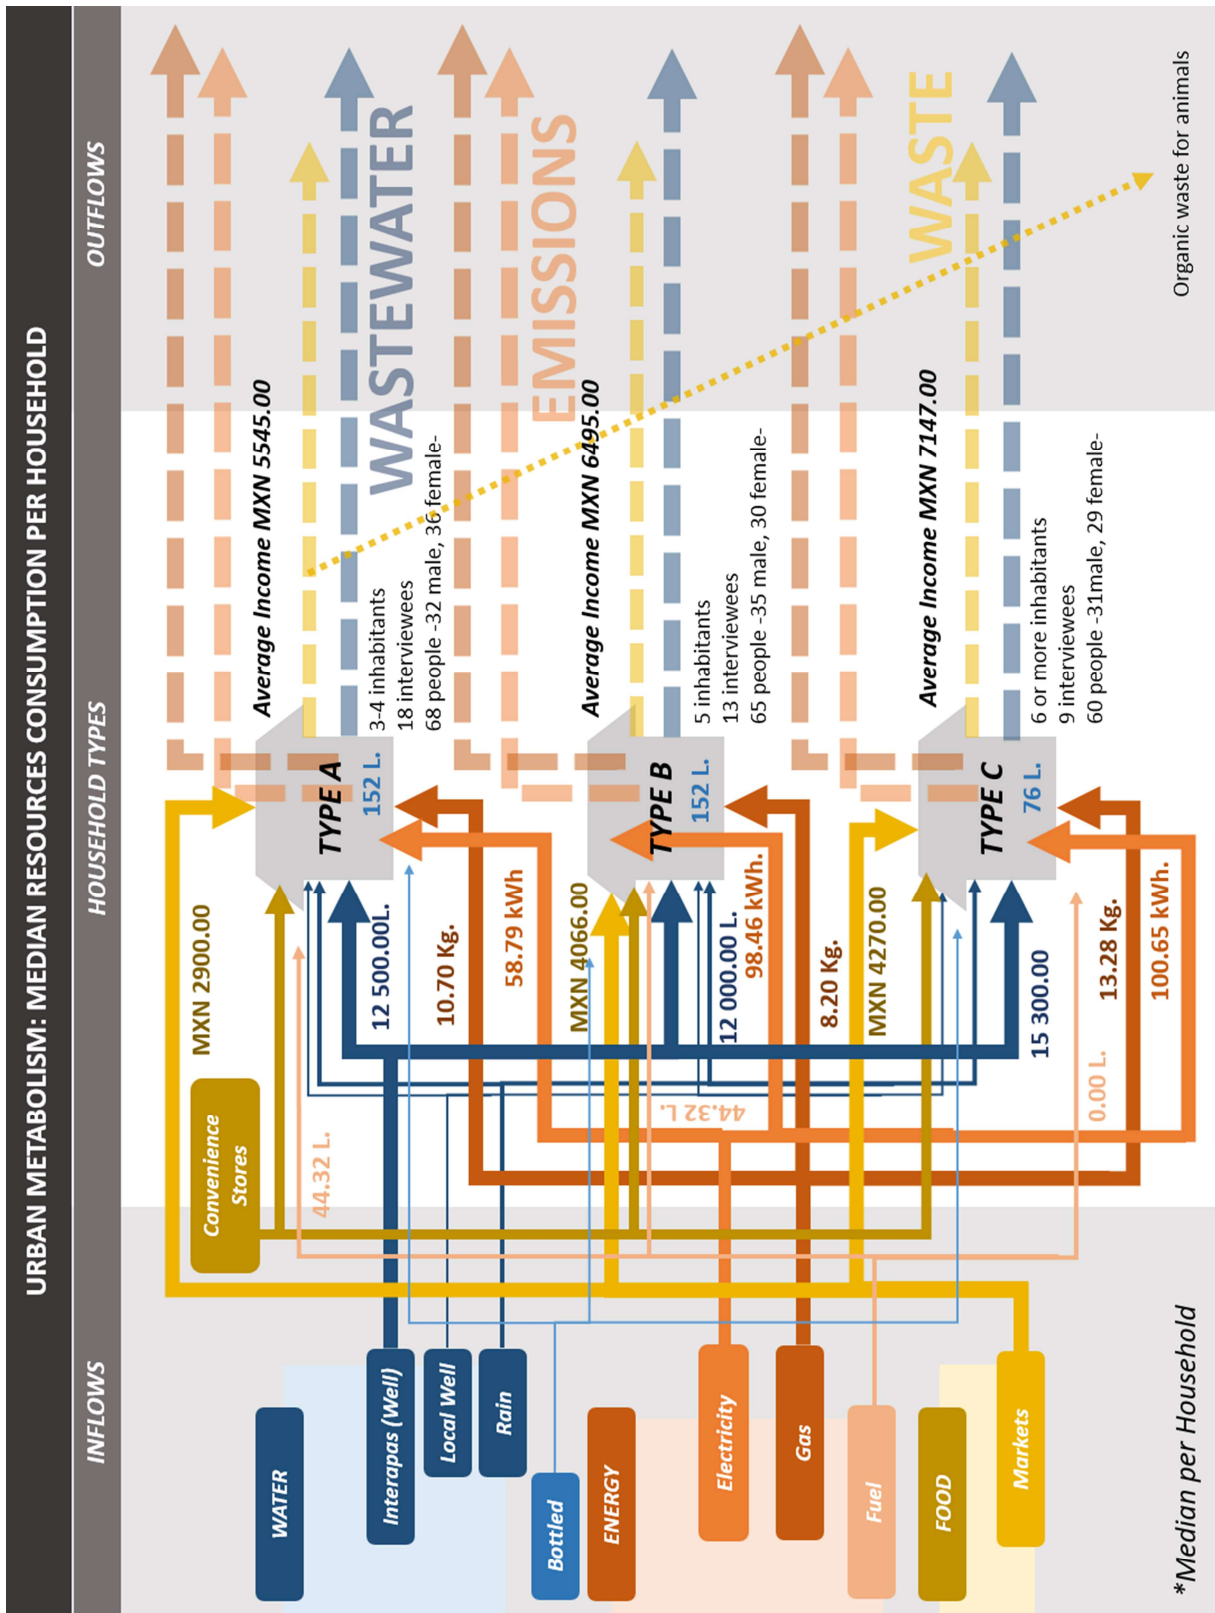 URBAN METABOLISM: MEDIAN RESOURCES CONSUMPTION PER HOUSEHOLD
INFLOWS
HOUSEHOLD TYPES
OUTFLOWS
WATER
Interapas (Well)
Local Well
Rain
Bottled
ENERGY
Electricity
Gas
Fuel
FOOD
Markets
Convenience
Stores
MXN 2900.00
44.32 L.
12 500.00L.
10.70 Kg.
58.79 kWh
TYPE A
152 L.
Average Income MXN 5545.00
3-4 inhabitants
18 interviewees
68 people -32 male, 36 female-
MXN 4066.00
44.32 L.
12 000.00 L.
98.46 kWh.
8.20 Kg.
TYPE B
152 L.
Average Income MXN 6495.00
5 inhabitants
13 interviewees
65 people -35 male, 30 female-
MXN 4270.00
15 300.00
0.00 L.
13.28 Kg.
100.65 kWh.
TYPE C
76 L.
Average Income MXN 7147.00
6 or more inhabitants
9 interviewees
60 people -31male, 29 female-
WASTEWATER
EMISSIONS
WASTE
Organic waste for animals
*Median per Household